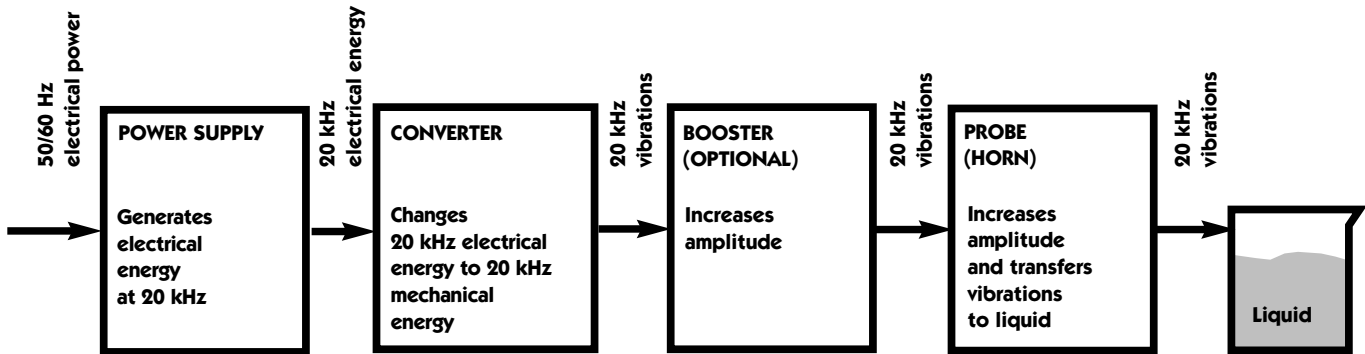 50/60 Hz
electrical power
POWER SUPPLY
Generates
electrical
energy
at 20 kHz
20 kHz
electrical energy
CONVERTER
Changes
20 kHz electrical
energy to 20 kHz
mechanical
energy
20 kHz
vibrations
BOOSTER
(OPTIONAL)
Increases
amplitude
20 kHz
vibrations
PROBE
(HORN)
Increases
amplitude
and transfers
vibrations
to liquid
20 kHz
vibrations
Liquid